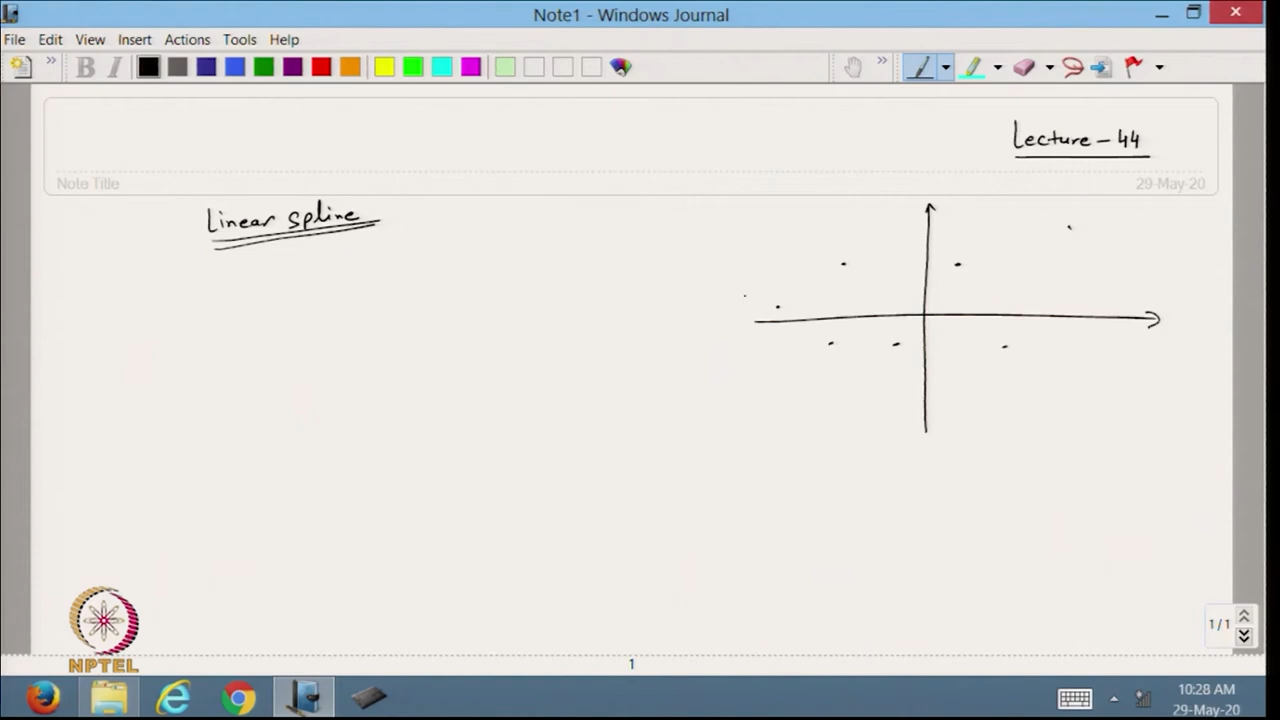 Note1 - Windows Journal
File Edit View Insert Actions Tools Help
B I
Lecture - 44
Note Title
29-May-20
Linear spline
1/1
NPTEL
1
10:28 AM
29-May-20